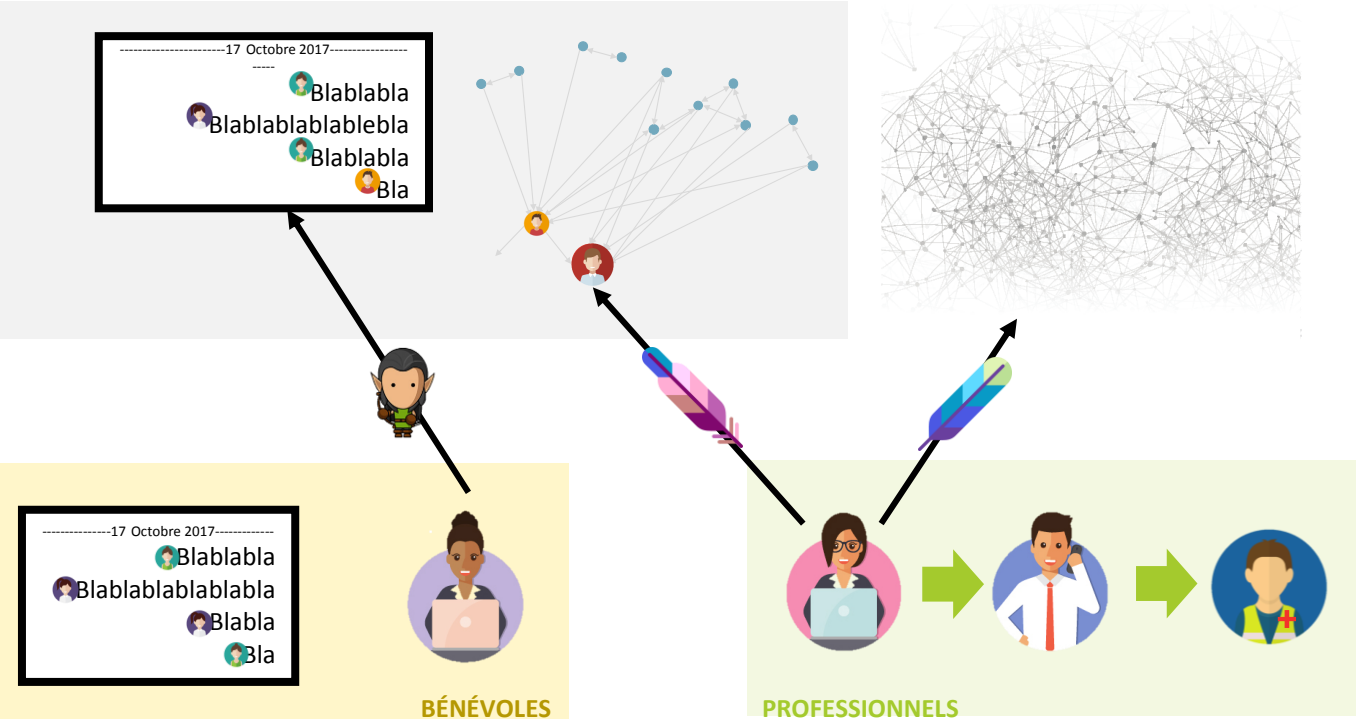 -----------------------17 Octobre 2017-----------------
-----
Blablabla
Blablablablablebla
Blablabla
Bla
---------------17 Octobre 2017-------------
Blablabla
Blablablablablabla
Blabla
Bla
BÉNÉVOLES
PROFESSIONNELS